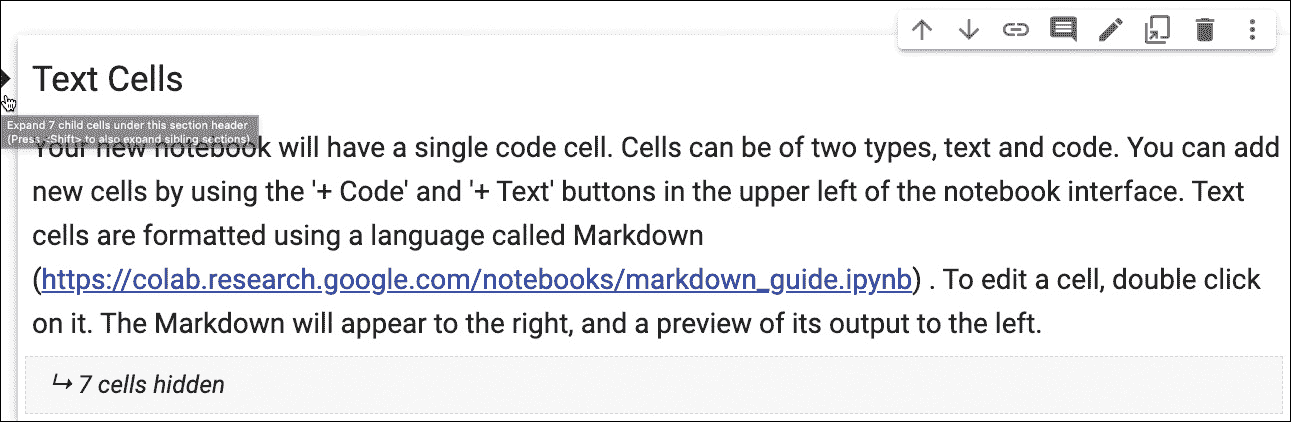 Text Cells
Expand 7 child cells under this section header
(Press <Shift> to also expand sibling sections)
Your new notebook will have a single code cell. Cells can be of two types, text and code. You can add
new cells by using the '+ Code' and '+ Text' buttons in the upper left of the notebook interface. Text
cells are formatted using a language called Markdown
(https://colab.research.google.com/notebooks/markdown_guide.ipynb) . To edit a cell, double click
on it. The Markdown will appear to the right, and a preview of its output to the left.
↳ 7 cells hidden